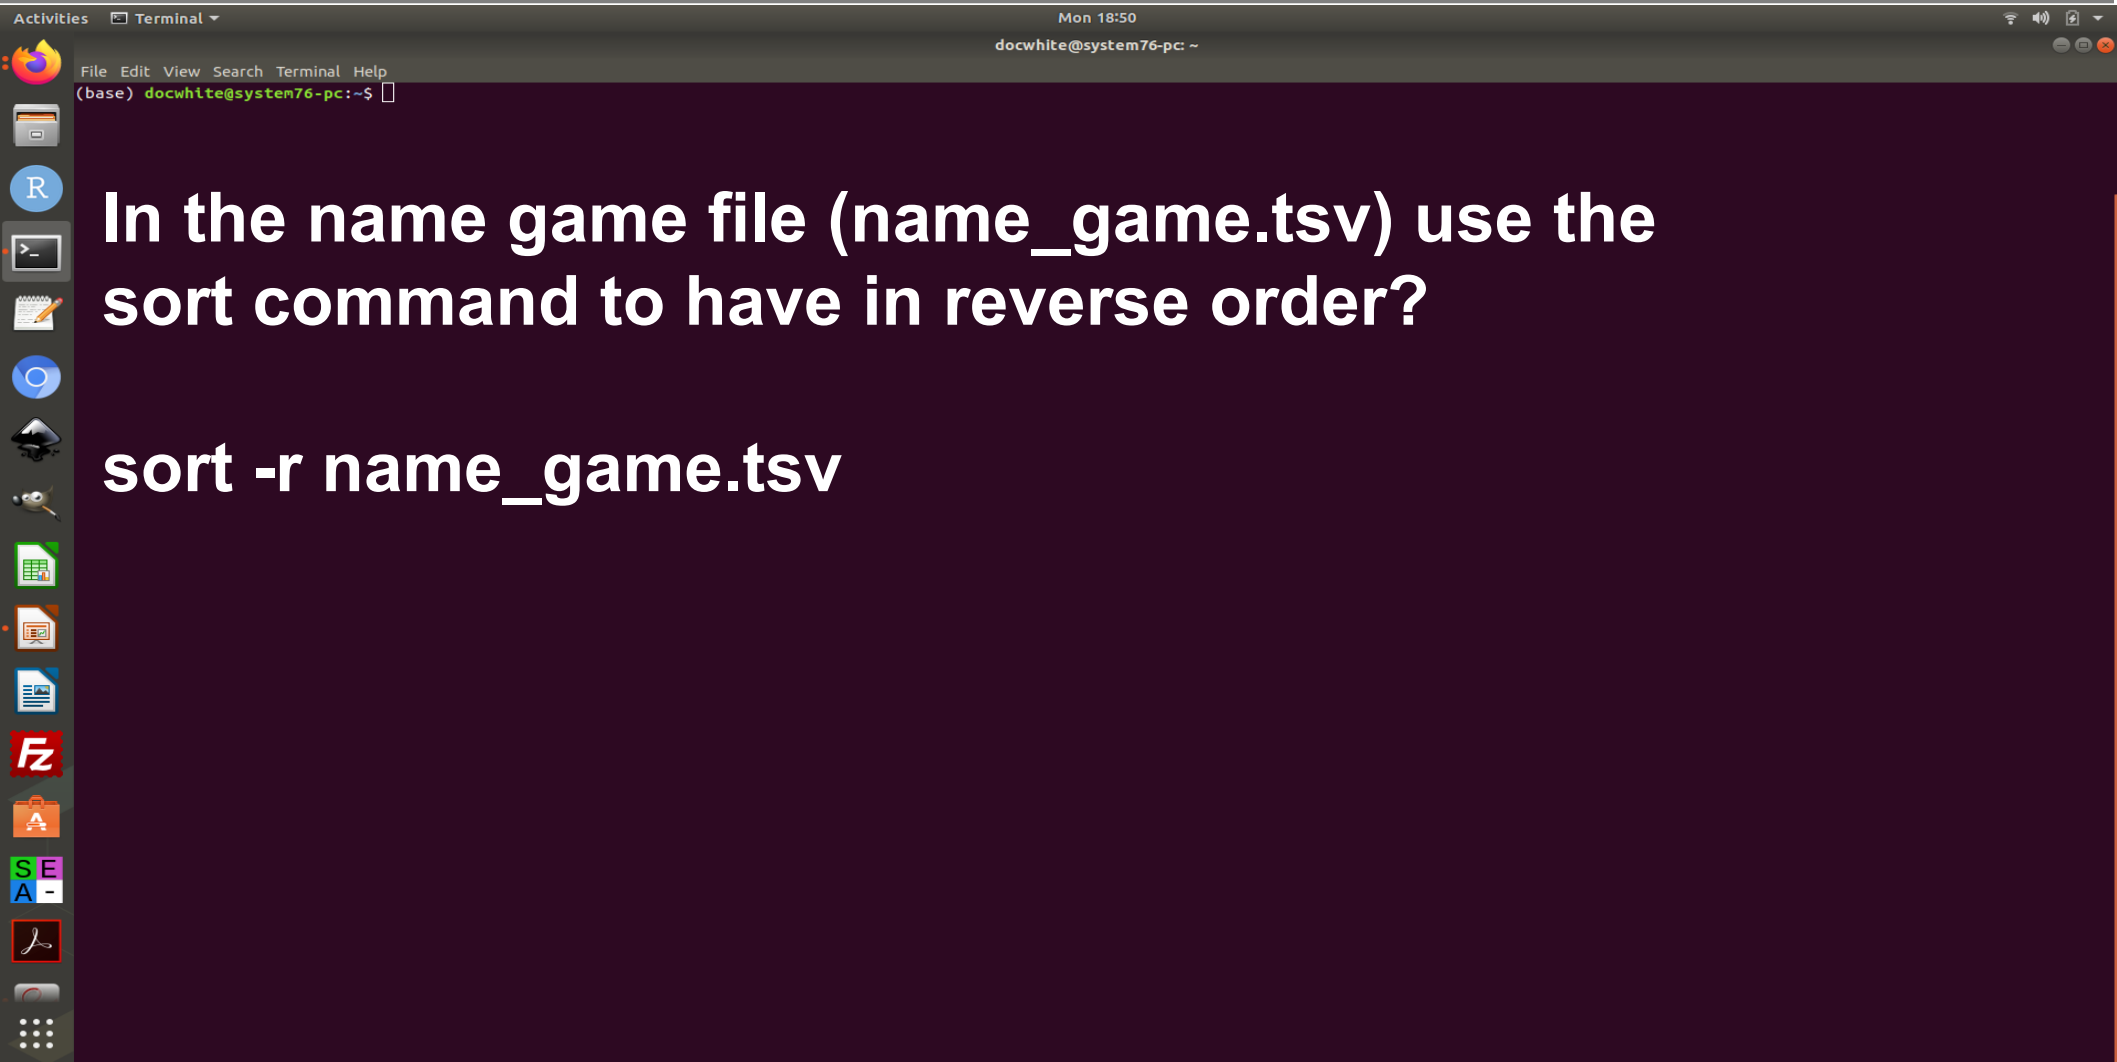 Activities Terminal Mon 18:50
docwhite@system76-pc: ~
File Edit View Search Terminal Help
(base) docwhite@system76-pc:~$
In the name game file (name_game.tsv) use the
sort command to have in reverse order?
sort -r name_game.tsv
R
>_
Fz
A
S E
A -